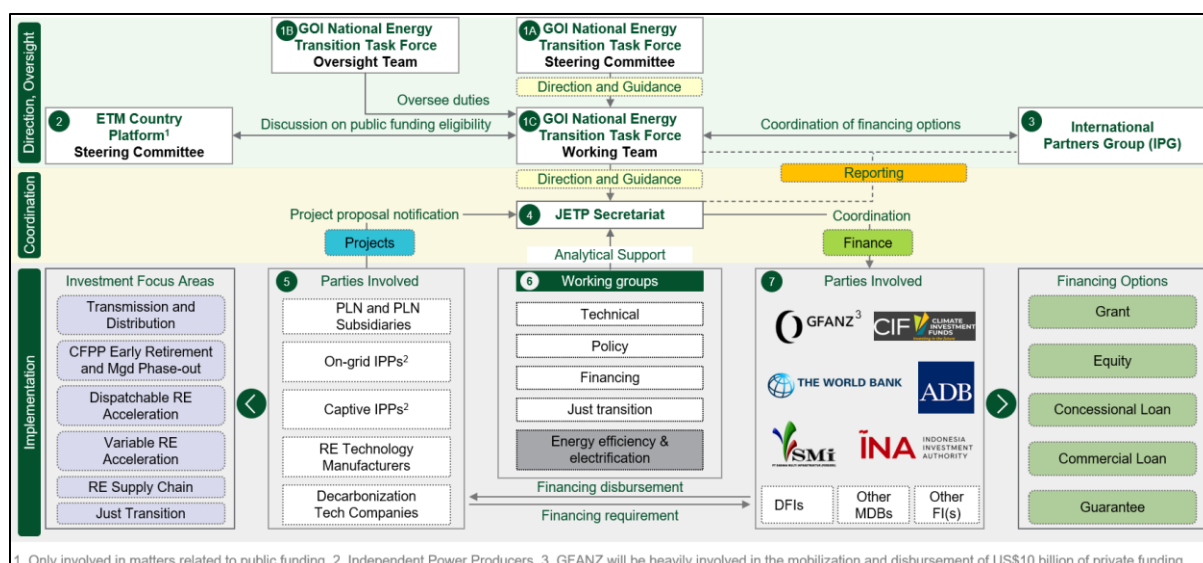 Direction, Oversight
1B
GOI National Energy
Transition Task Force
Oversight Team
1A
GOI National Energy
Transition Task Force
Steering Committee
Direction and Guidance
Oversee duties
2
ETM Country
Platform¹
Steering Committee
Discussion on public funding eligibility
1C
GOI National Energy
Transition Task Force
Working Team
Coordination of financing options
3
International
Partners Group (IPG)
Coordination
Direction and Guidance
Reporting
Project proposal notification
4
JETP Secretariat
Coordination
Projects
Analytical Support
Finance
Implementation
Investment Focus Areas
Transmission and
Distribution
CFPP Early Retirement
and Mgd Phase-out
Dispatchable RE
Acceleration
Variable RE
Acceleration
RE Supply Chain
Just Transition
5
Parties Involved
PLN and PLN
Subsidiaries
On-grid IPPs²
Captive IPPs²
RE Technology
Manufacturers
Decarbonization
Tech Companies
6
Working groups
Technical
Policy
Financing
Just transition
Energy efficiency &
electrification
Financing disbursement
Financing requirement
7
Parties Involved
GFANZ³
CIF CLIMATE
INVESTMENT
FUNDS
THE WORLD BANK
ADB
SMi
INA
INDONESIA
INVESTMENT
AUTHORITY
DFIs
Other
MDBs
Other
FI(s)
Financing Options
Grant
Equity
Concessional Loan
Commercial Loan
Guarantee
1. Only involved in matters related to public funding. 2. Independent Power Producers. 3. GFANZ will be heavily involved in the mobilization and disbursement of US$10 billion of private funding